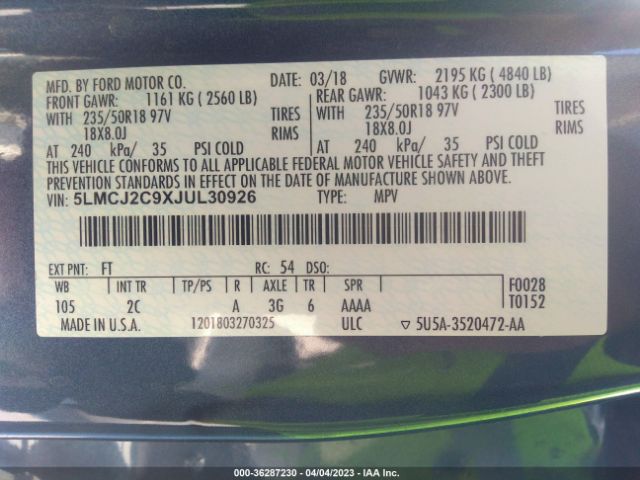 MFD. BY FORD MOTOR CO. DATE: 03/18 GVWR: 2195 KG ( 4840 LB)
FRONT GAWR: 1161 KG ( 2560 LB) REAR GAWR: 1043 KG ( 2300 LB)
WITH 235/50R18 97V TIRES WITH 235/50R18 97V TIRES
18X8.0J RIMS 18X8.0J RIMS
AT 240 kPa/ 35 PSI COLD AT 240 kPa/ 35 PSI COLD
THIS VEHICLE CONFORMS TO ALL APPLICABLE FEDERAL MOTOR VEHICLE SAFETY AND THEFT
PREVENTION STANDARDS IN EFFECT ON THE DATE OF MANUFACTURE SHOWN ABOVE.
VIN: 5LMCJ2C9XJUL30926 TYPE: MPV
EXT PNT: FT RC: 54 DSO:
WB INT TR TP/PS R AXLE TR SPR F0028
105 2C A 3G 6 AAAA T0152
MADE IN U.S.A. 1201803270325 ULC ▽ 5U5A-3520472-AA
000-36287230 - 04/04/2023 - IAA Inc.